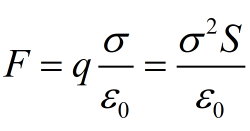 F = q σ/ε₀ = σ²S/ε₀